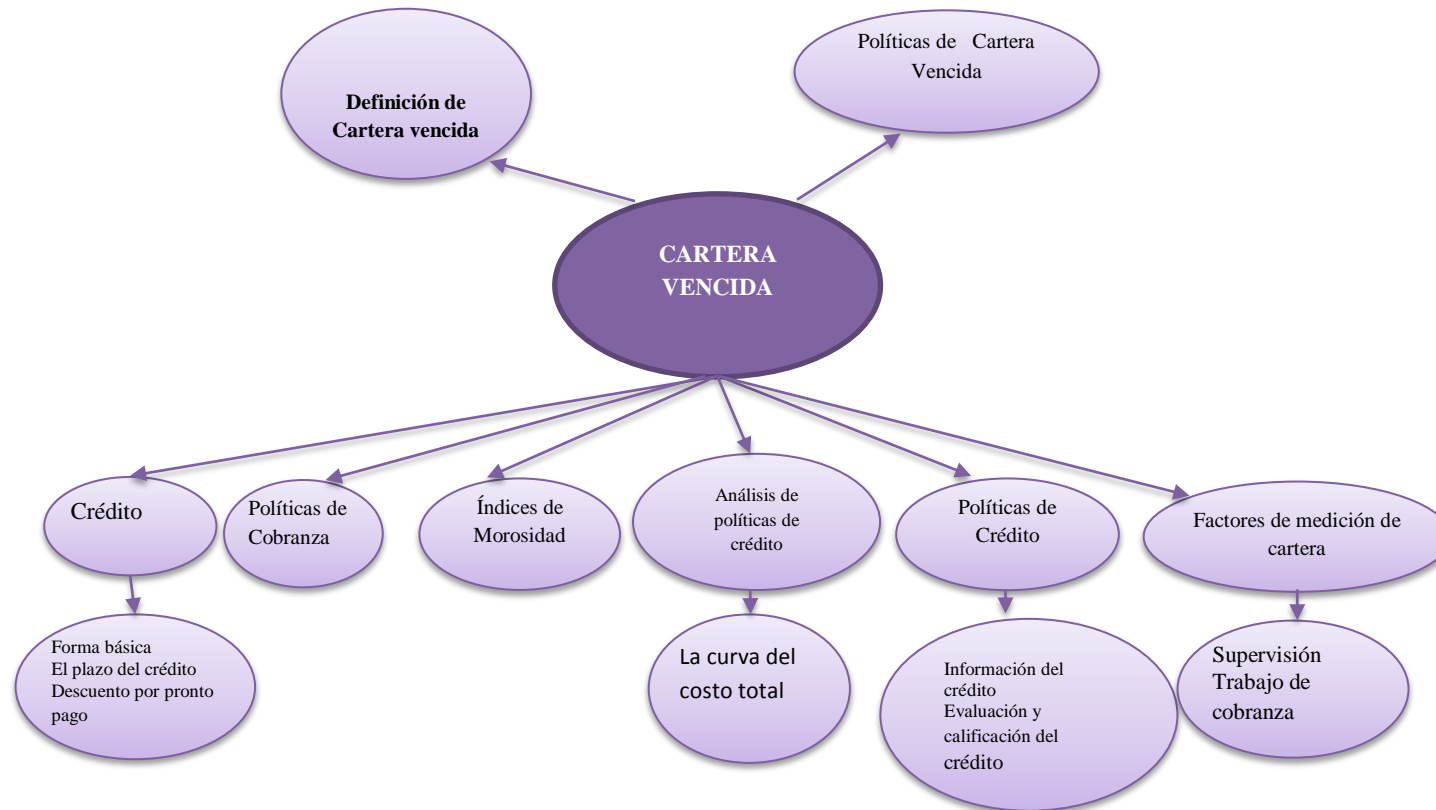 Definición de
Cartera vencida
Políticas de Cartera
Vencida
CARTERA
VENCIDA
Crédito
Políticas de
Cobranza
Índices de
Morosidad
Análisis de
políticas de
crédito
Políticas de
Crédito
Factores de medición de
cartera
Forma básica
El plazo del crédito
Descuento por pronto
pago
La curva del
costo total
Información del
crédito
Evaluación y
calificación del
crédito
Supervisión
Trabajo de
cobranza